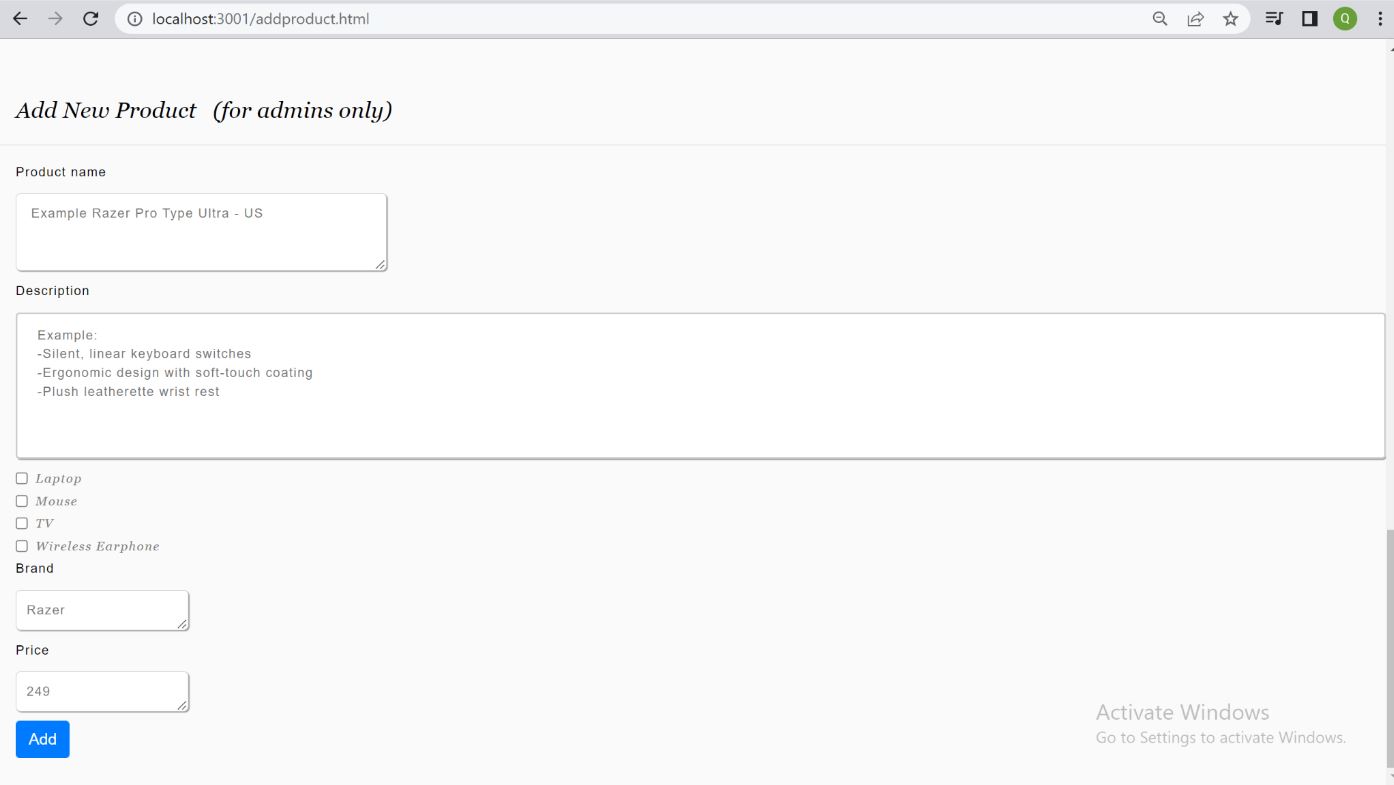 localhost:3001/addproduct.html
Q
Add New Product (for admins only)
Product name
Example Razer Pro Type Ultra - US
Description
Example:
-Silent, linear keyboard switches
-Ergonomic design with soft-touch coating
-Plush leatherette wrist rest
Laptop
Mouse
TV
Wireless Earphone
Brand
Razer
Price
249
Add
Activate Windows
Go to Settings to activate Windows.